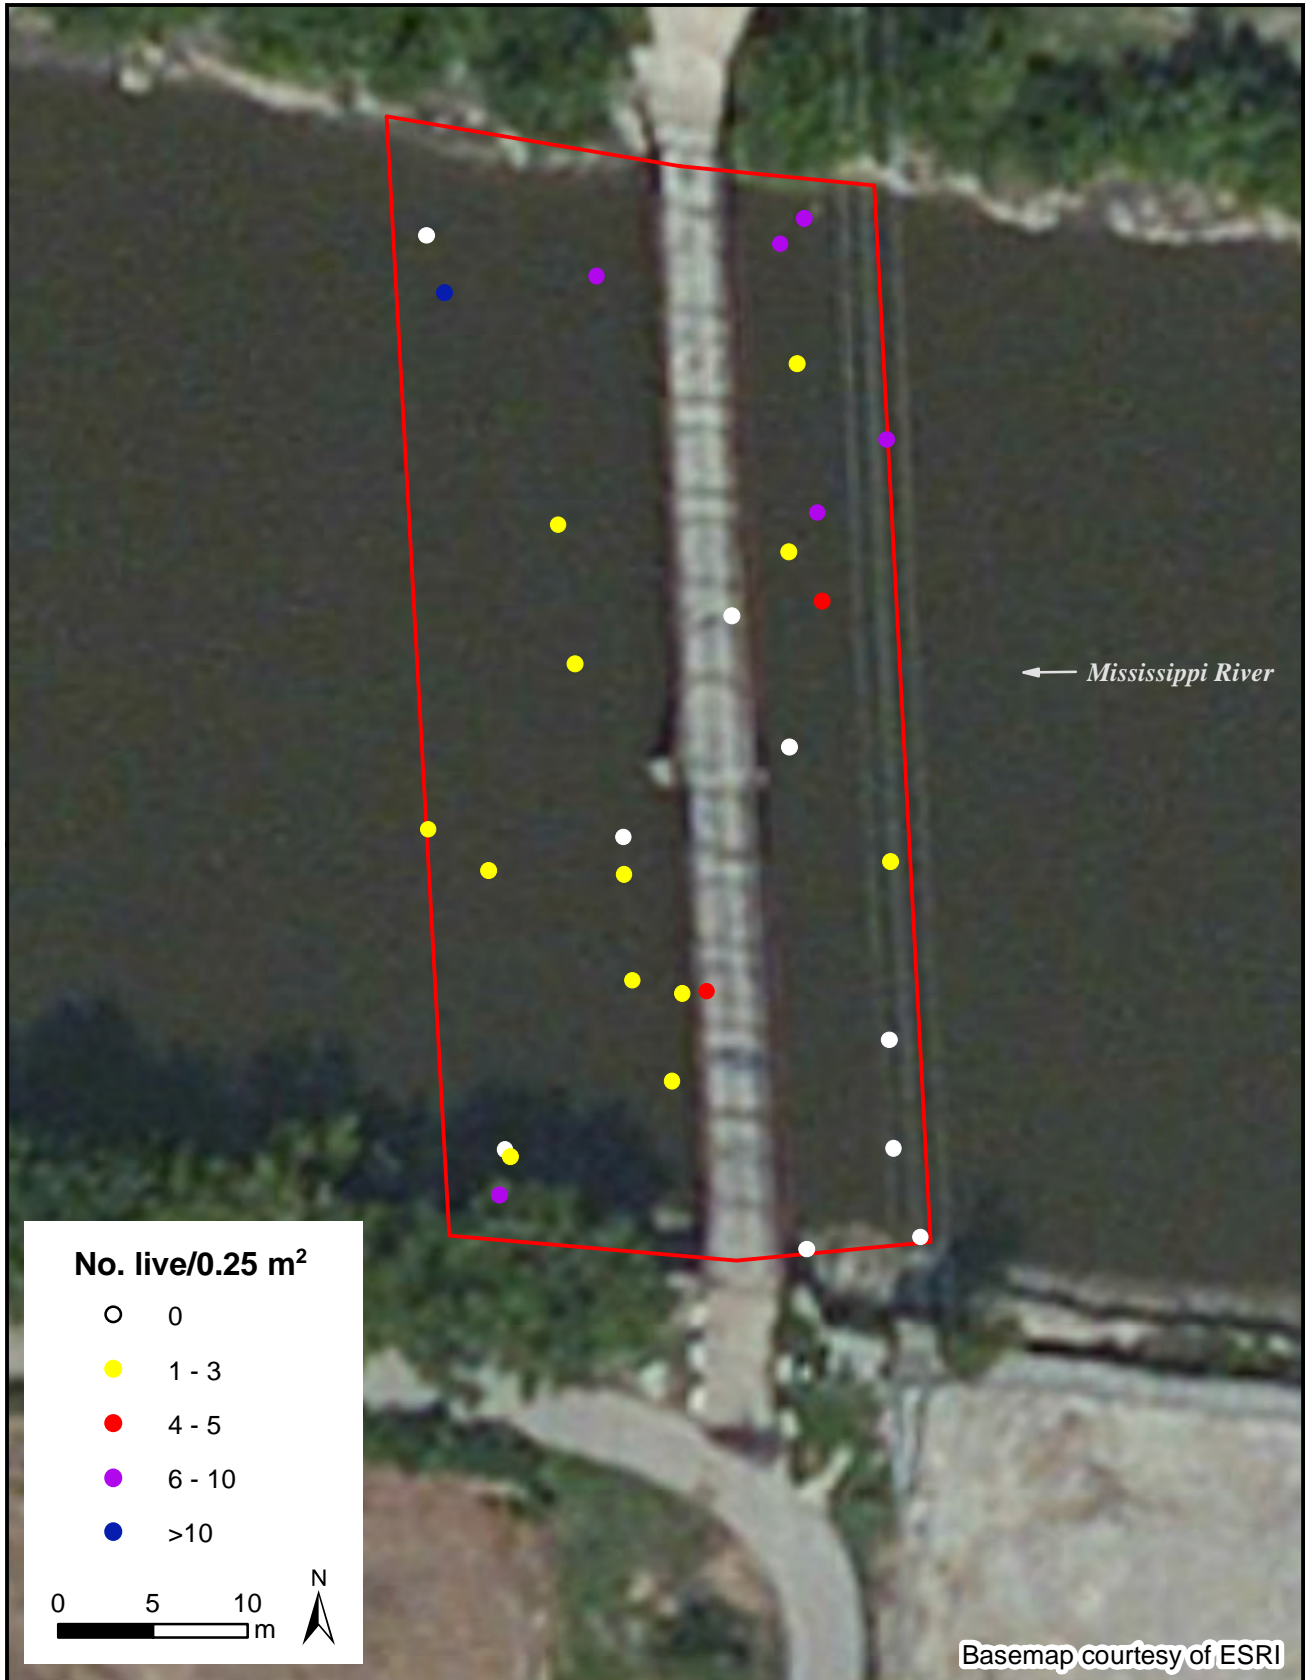 Mississippi River
No. live/0.25 m²
0
1 - 3
4 - 5
6 - 10
>10
N
0 5 10
m
Basemap courtesy of ESRI